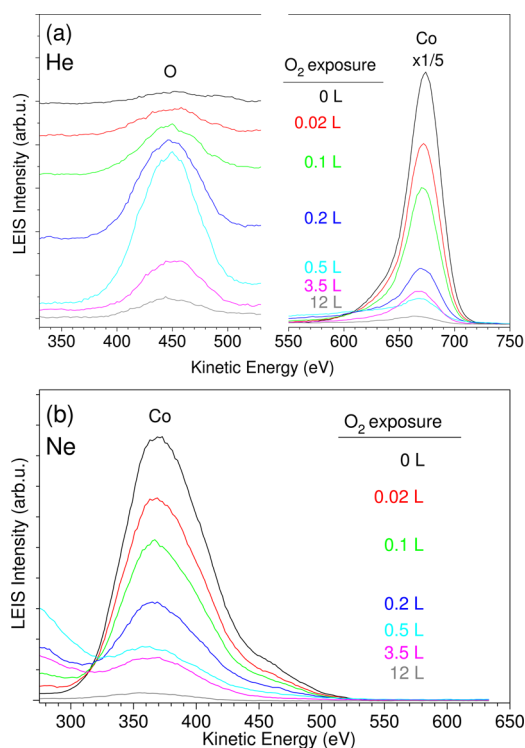 (a)
He
O
Co
x1/5
O2 exposure
0 L
0.02 L
0.1 L
0.2 L
0.5 L
3.5 L
12 L
LEIS Intensity (arb.u.)
350 400 450 500 550 600 650 700 750
Kinetic Energy (eV) Kinetic Energy (eV)
(b)
Ne
Co
O2 exposure
0 L
0.02 L
0.1 L
0.2 L
0.5 L
3.5 L
12 L
LEIS Intensity (arb.u.)
300 350 400 450 500 550 600 650
Kinetic Energy (eV)